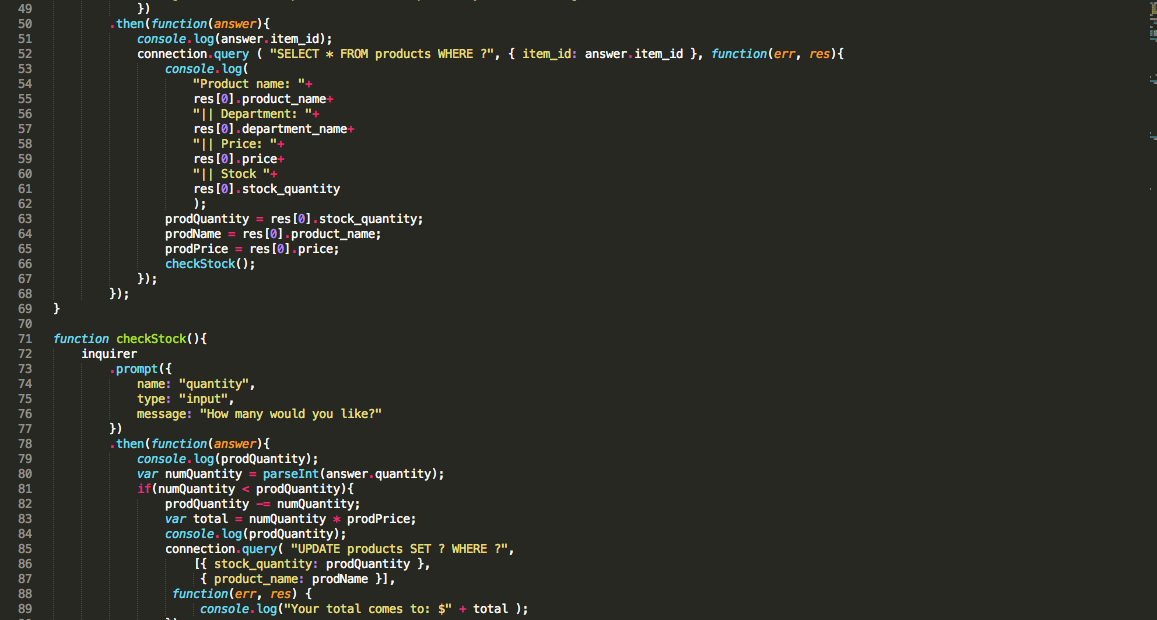 49 })
50 .then(function(answer){
51 console.log(answer.item_id);
52 connection.query ( "SELECT * FROM products WHERE ?", { item_id: answer.item_id }, function(err, res){
53 console.log(
54 "Product name: "+
55 res[0].product_name+
56 "|| Department: "+
57 res[0].department_name+
58 "|| Price: "+
59 res[0].price+
60 "|| Stock "+
61 res[0].stock_quantity
62 );
63 prodQuantity = res[0].stock_quantity;
64 prodName = res[0].product_name;
65 prodPrice = res[0].price;
66 checkStock();
67 });
68 });
69 }
70
71 function checkStock(){
72 inquirer
73 .prompt({
74 name: "quantity",
75 type: "input",
76 message: "How many would you like?"
77 })
78 .then(function(answer){
79 console.log(prodQuantity);
80 var numQuantity = parseInt(answer.quantity);
81 if(numQuantity < prodQuantity){
82 prodQuantity -= numQuantity;
83 var total = numQuantity * prodPrice;
84 console.log(prodQuantity);
85 connection.query( "UPDATE products SET ? WHERE ?",
86 [{ stock_quantity: prodQuantity },
87 { product_name: prodName }],
88 function(err, res) {
89 console.log("Your total comes to: $" + total );